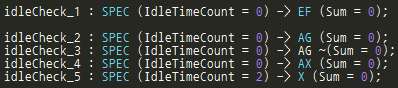 idleCheck_1 : SPEC (IdleTimeCount = 0) -> EF (Sum = 0);
idleCheck_2 : SPEC (IdleTimeCount = 0) -> AG (Sum = 0);
idleCheck_3 : SPEC (IdleTimeCount = 0) -> AG ~(Sum = 0);
idleCheck_4 : SPEC (IdleTimeCount = 0) -> AX (Sum = 0);
idleCheck_5 : SPEC (IdleTimeCount = 2) -> X (Sum = 0);